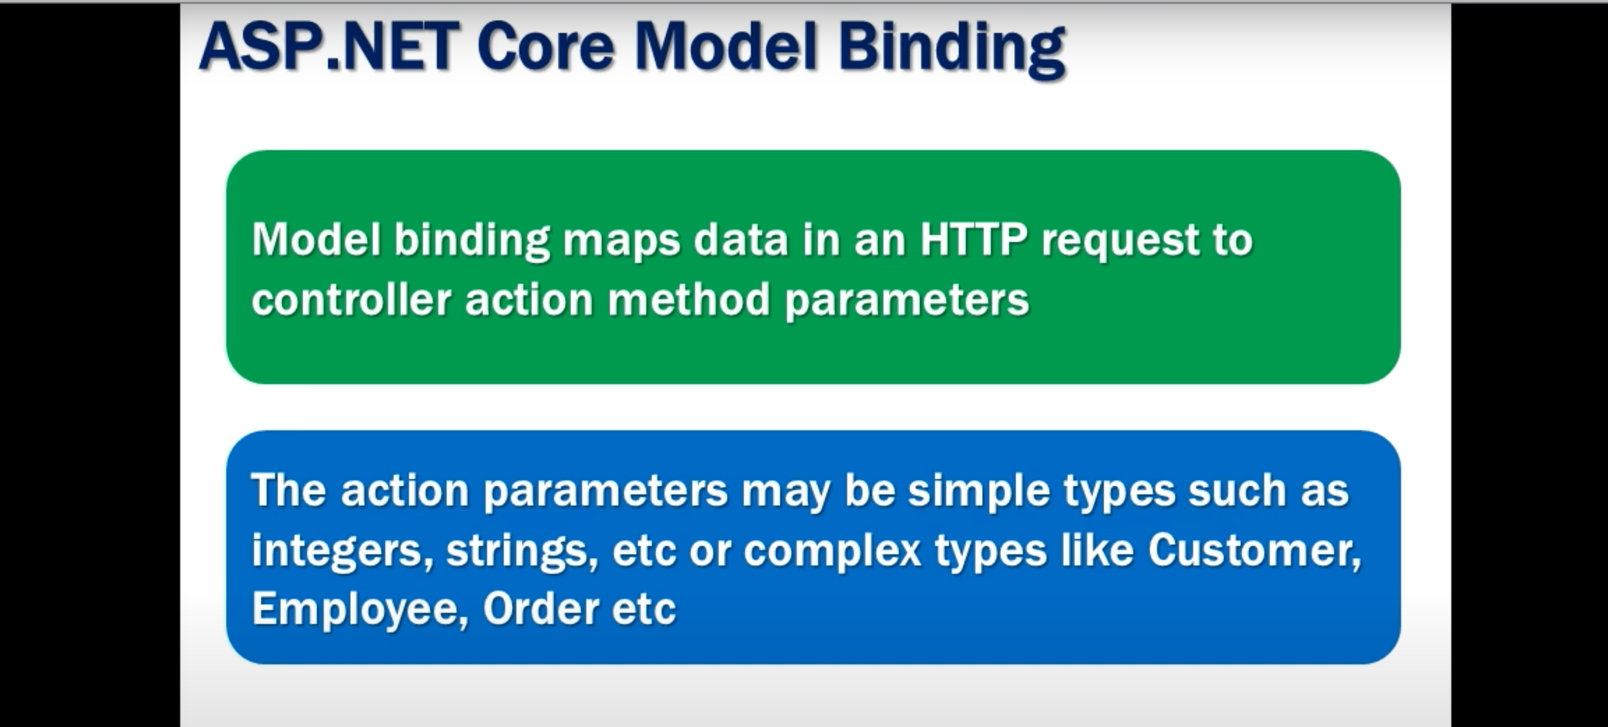 ASP.NET Core Model Binding
Model binding maps data in an HTTP request to
controller action method parameters
The action parameters may be simple types such as
integers, strings, etc or complex types like Customer,
Employee, Order etc